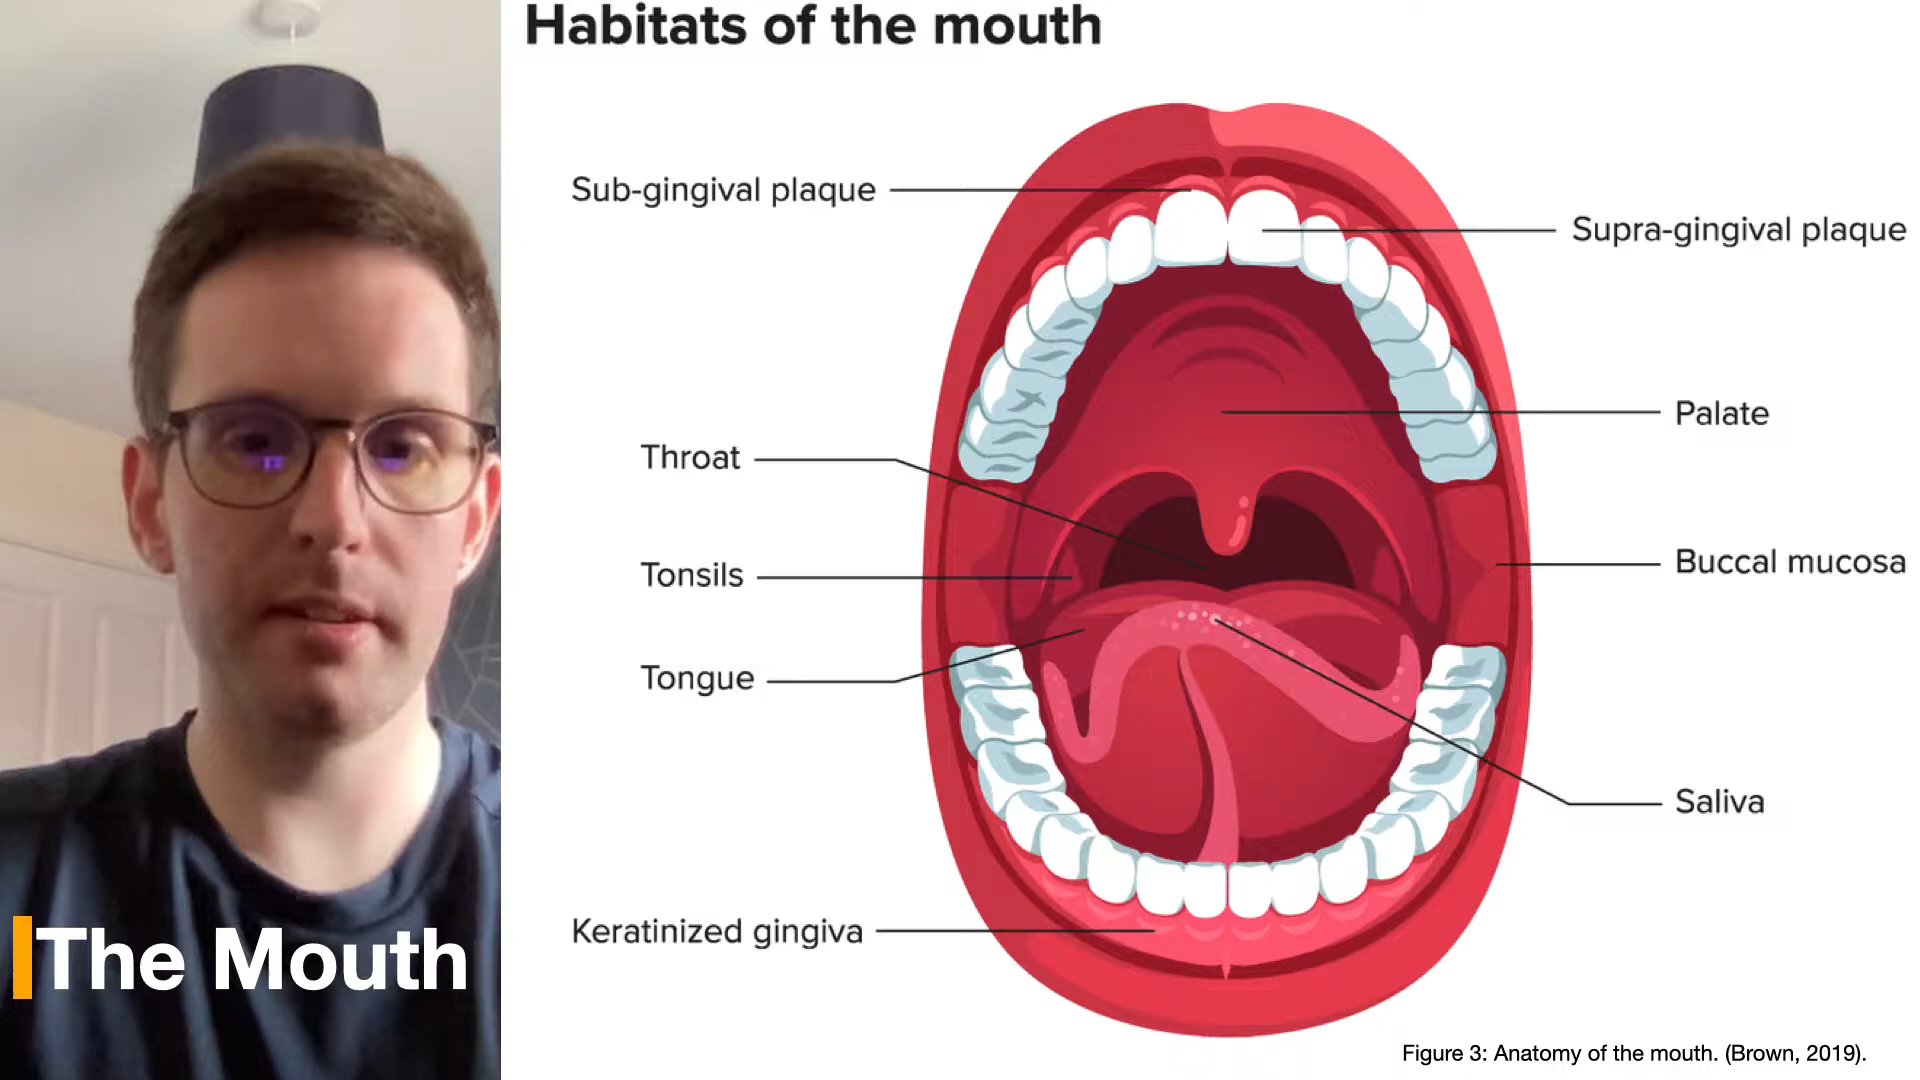 Habitats of the mouth
Sub-gingival plaque
Supra-gingival plaque
Palate
Throat
Buccal mucosa
Tonsils
Tongue
Saliva
Keratinized gingiva
The Mouth
Figure 3: Anatomy of the mouth. (Brown, 2019).